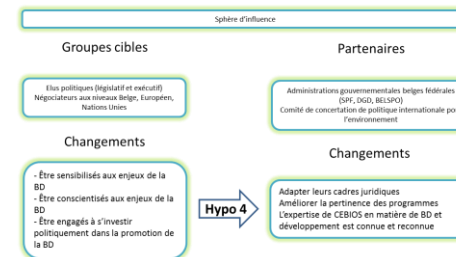 Sphère d'influence
Groupes cibles
Partenaires
Elus politiques (législatif et exécutif)
Négociateurs aux niveaux Belge, Européen,
Nations Unies
Administrations gouvernementales belges fédérales
(SPF, DGD, BELSPO)
Comité de concertation de politique internationale po
l'environnement
Changements
Changements
- Être sensibilisés aux enjeux de la
BD
- Être conscientisés aux enjeux de la
BD
- Être engagés à s'investir
politiquement dans la promotion de
la BD
Hypo 4
Adapter leurs cadres juridiques
Améliorer la pertinence des programmes
L'expertise de CEBIOS en matière de BD et
développement est connue et reconnue